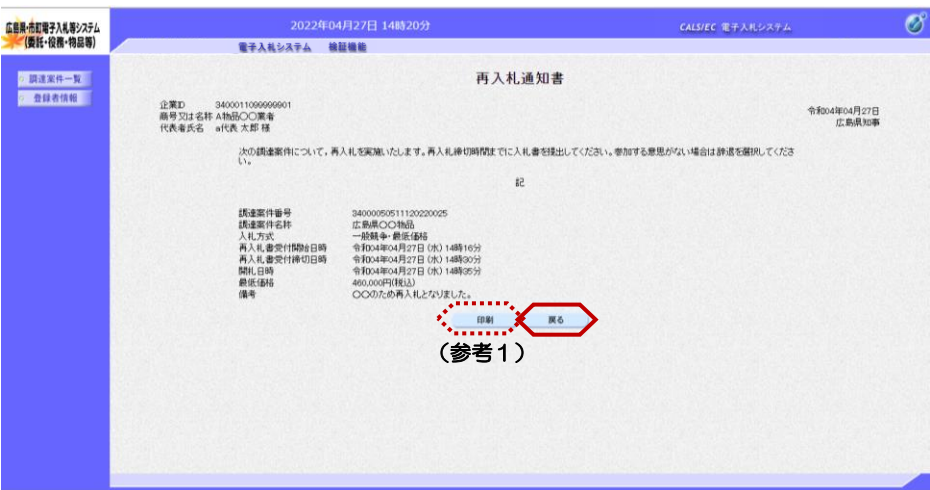 広島県・市町電子入札等システム
(委託・役務・物品等)
2022年04月27日 14時20分
CALS/EC 電子入札システム
電子入札システム 検証機能
調達案件一覧
登録者情報
再入札通知書
企業ID 3400011099999901
商号又は名称 A物品〇〇業者
代表者氏名 a代表 太郎 様
令和04年04月27日
広島県知事
次の調達案件について，再入札を実施いたします。再入札締切時間までに入札書を提出してください。参加する意思がない場合は辞退を選択してくださ
い。
記
調達案件番号 34000050511120220025
調達案件名称 広島県〇〇物品
入札方式 一般競争・最低価格
再入札書受付開始日時 令和04年04月27日（水）14時16分
再入札書受付締切日時 令和04年04月27日（水）14時30分
開札日時 令和04年04月27日（水）14時35分
最低価格 460,000円(税込)
備考 〇〇のため再入札となりました。
印刷 戻る
（参考１）